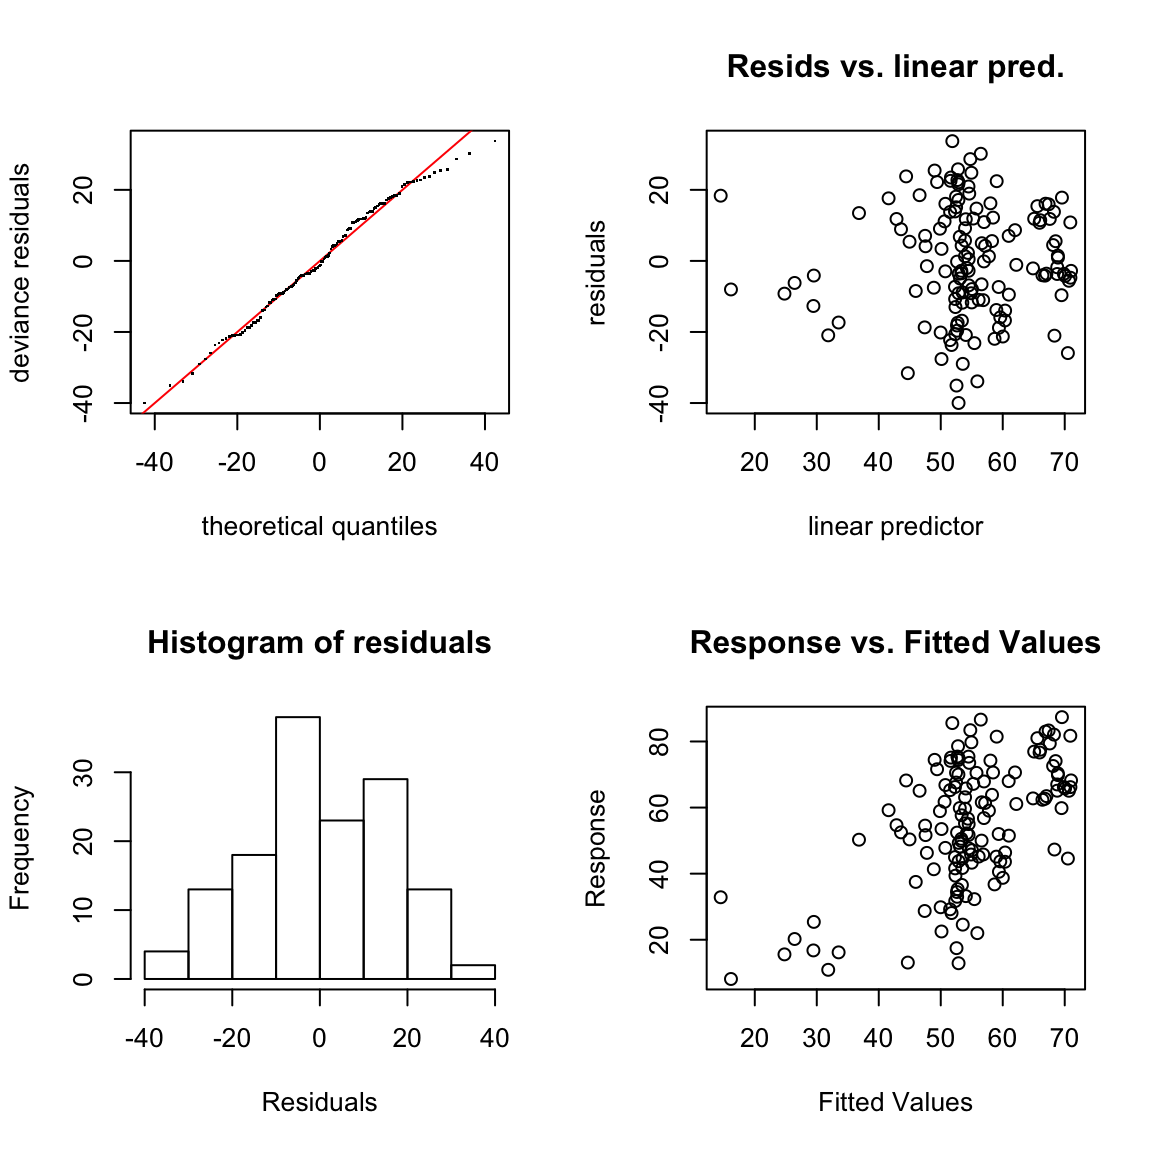 deviance residuals
-40 -20 0 20
-40 -20 0 20 40
theoretical quantiles
Resids vs. linear pred.
residuals
-40 -20 0 20
20 30 40 50 60 70
linear predictor
Histogram of residuals
Frequency
0 10 20 30
-40 -20 0 20 40
Residuals
Response vs. Fitted Values
Response
20 40 60 80
20 30 40 50 60 70
Fitted Values